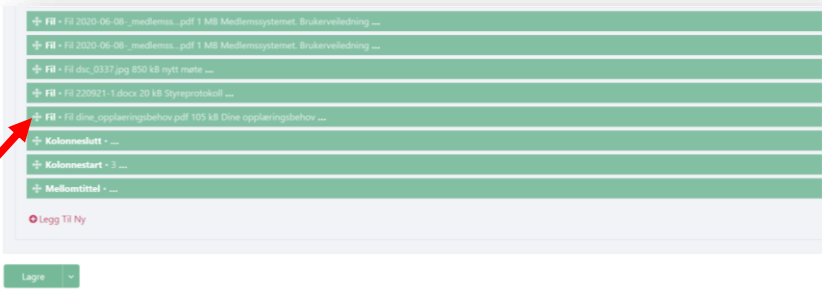 Fil - Fil 2020-06-08-_medlemss...pdf 1 MB Medlemssystemet, Brukerveiledning ...
Fil - Fil 2020-06-08-_medlemss...pdf 1 MB Medlemssystemet, Brukerveiledning ...
Fil - Fil dsc_0337.jpg 850 kB nytt møte ...
Fil - Fil 220921-1.docx 20 kB Styreprotokoll ...
Fil - Fil dine_opplaeringsbehov.pdf 105 kB Dine opplæringsbehov ...
Kolonneslutt - ...
Kolonnestart - 3 ...
Mellomtittel - ...
Legg Til Ny
Lagre